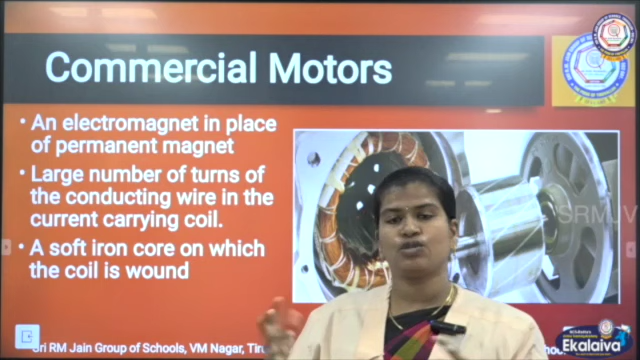 Commercial Motors
• An electromagnet in place
of permanent magnet
• Large number of turns of
the conducting wire in the
current carrying coil.
• A soft iron core on which
the coil is wound
SRMJV
Sri RM Jain Group of Schools, VM Nagar, Tiru
Ekalaiva